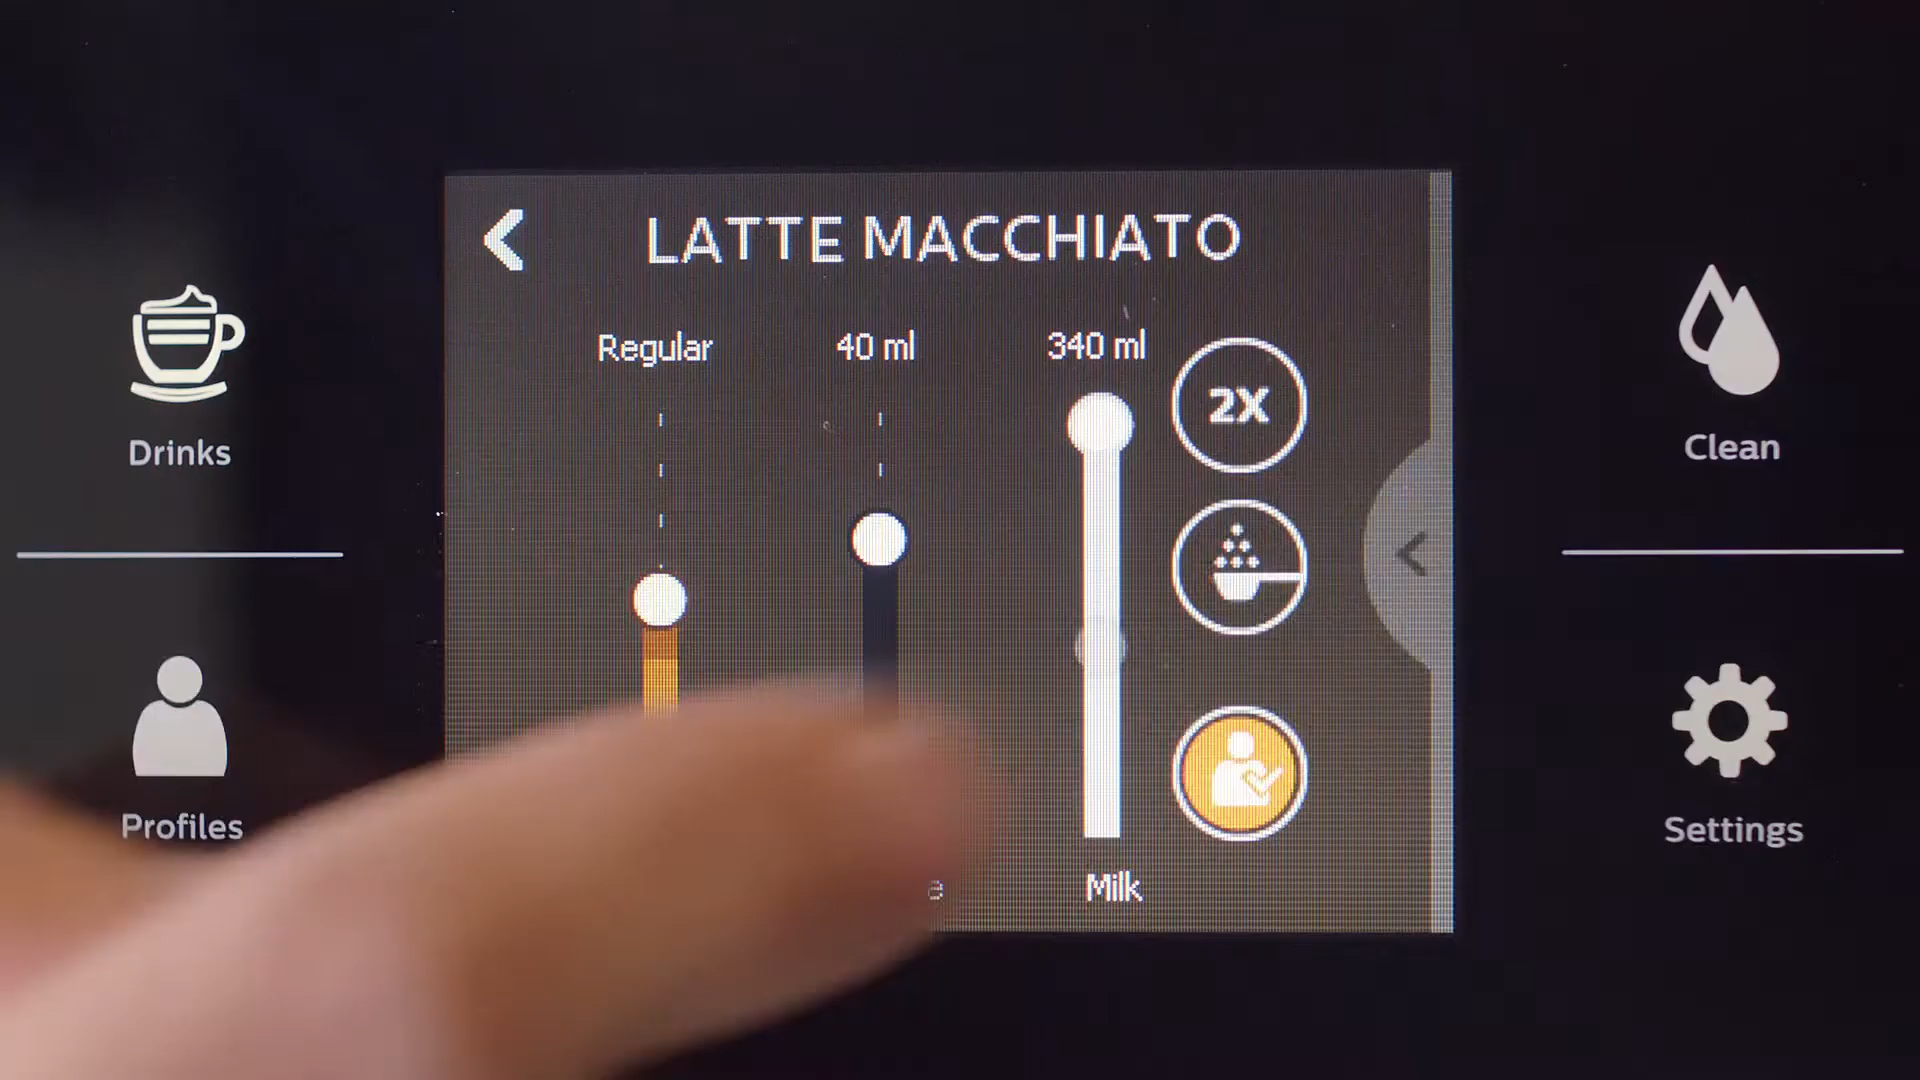 LATTE MACCHIATO
Regular
40 ml
340 ml
2X
Milk
Drinks
Profiles
Clean
Settings